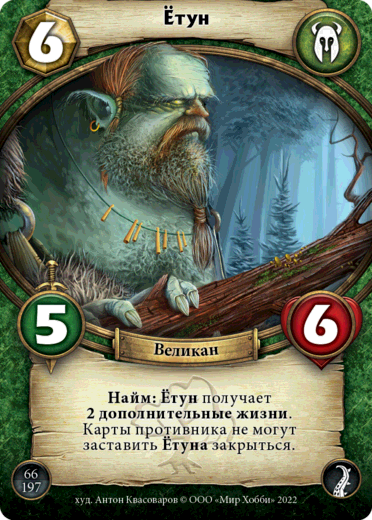 Ётун
6
5
6
Великан
Найм: Ётун получает
2 дополнительные жизни.
Карты противника не могут
заставить Ётуна закрыться.
66
197
худ. Антон Квасоваров © ООО «Мир Хобби» 2022